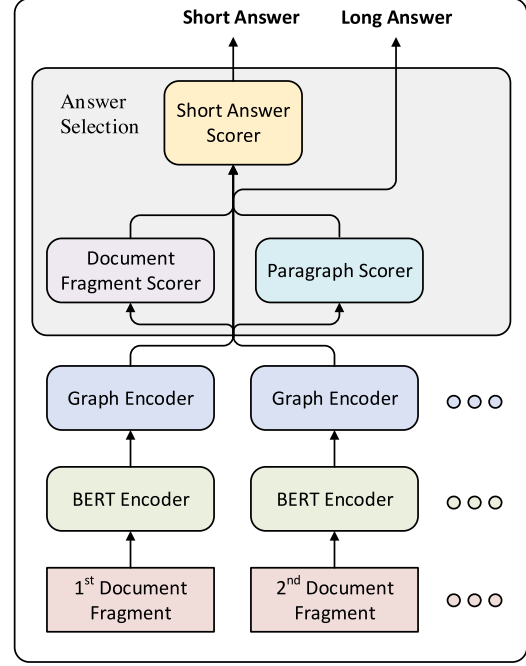 Short Answer
Long Answer
Answer
Selection
Short Answer
Scorer
Document
Fragment Scorer
Paragraph Scorer
Graph Encoder
Graph Encoder
BERT Encoder
BERT Encoder
1st Document
Fragment
2nd Document
Fragment